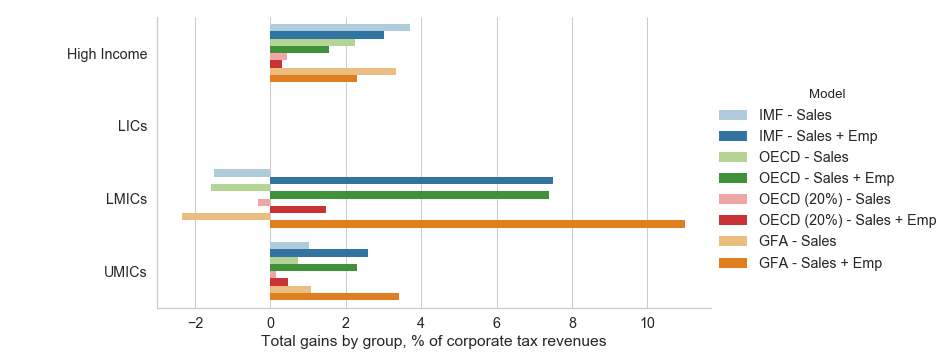 High Income
LICs
LMICs
UMICs
−2 0 2 4 6 8 10
Total gains by group, % of corporate tax revenues
Model
IMF - Sales
IMF - Sales + Emp
OECD - Sales
OECD - Sales + Emp
OECD (20%) - Sales
OECD (20%) - Sales + Emp
GFA - Sales
GFA - Sales + Emp